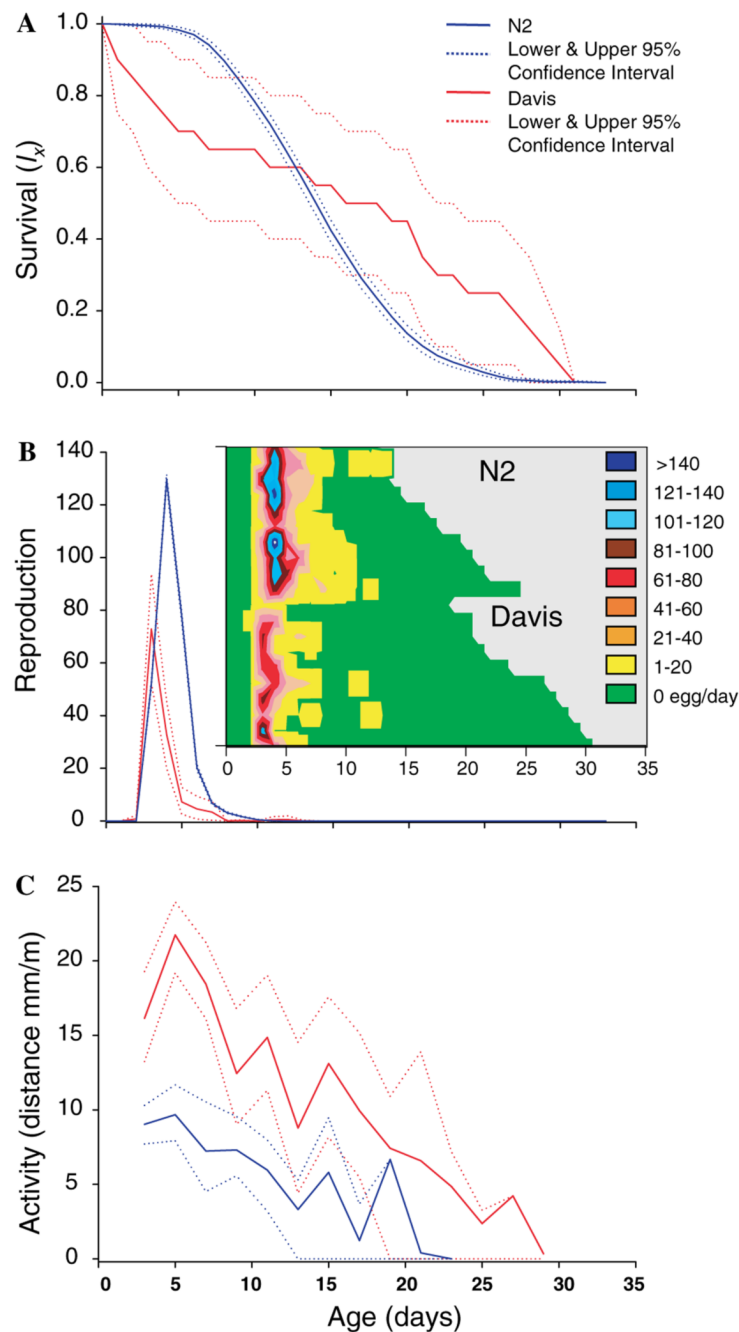 A
N2
Lower & Upper 95%
Confidence Interval
Davis
Lower & Upper 95%
Confidence Interval
Survival (lx)
1.0
0.8
0.6
0.4
0.2
0.0
B
Reproduction
140
120
100
80
60
40
20
0
N2
Davis
>140
121-140
101-120
81-100
61-80
41-60
21-40
1-20
0 egg/day
0 5 10 15 20 25 30 35
C
Activity (distance mm/m)
25
20
15
10
5
0
0 5 10 15 20 25 30 35
Age (days)